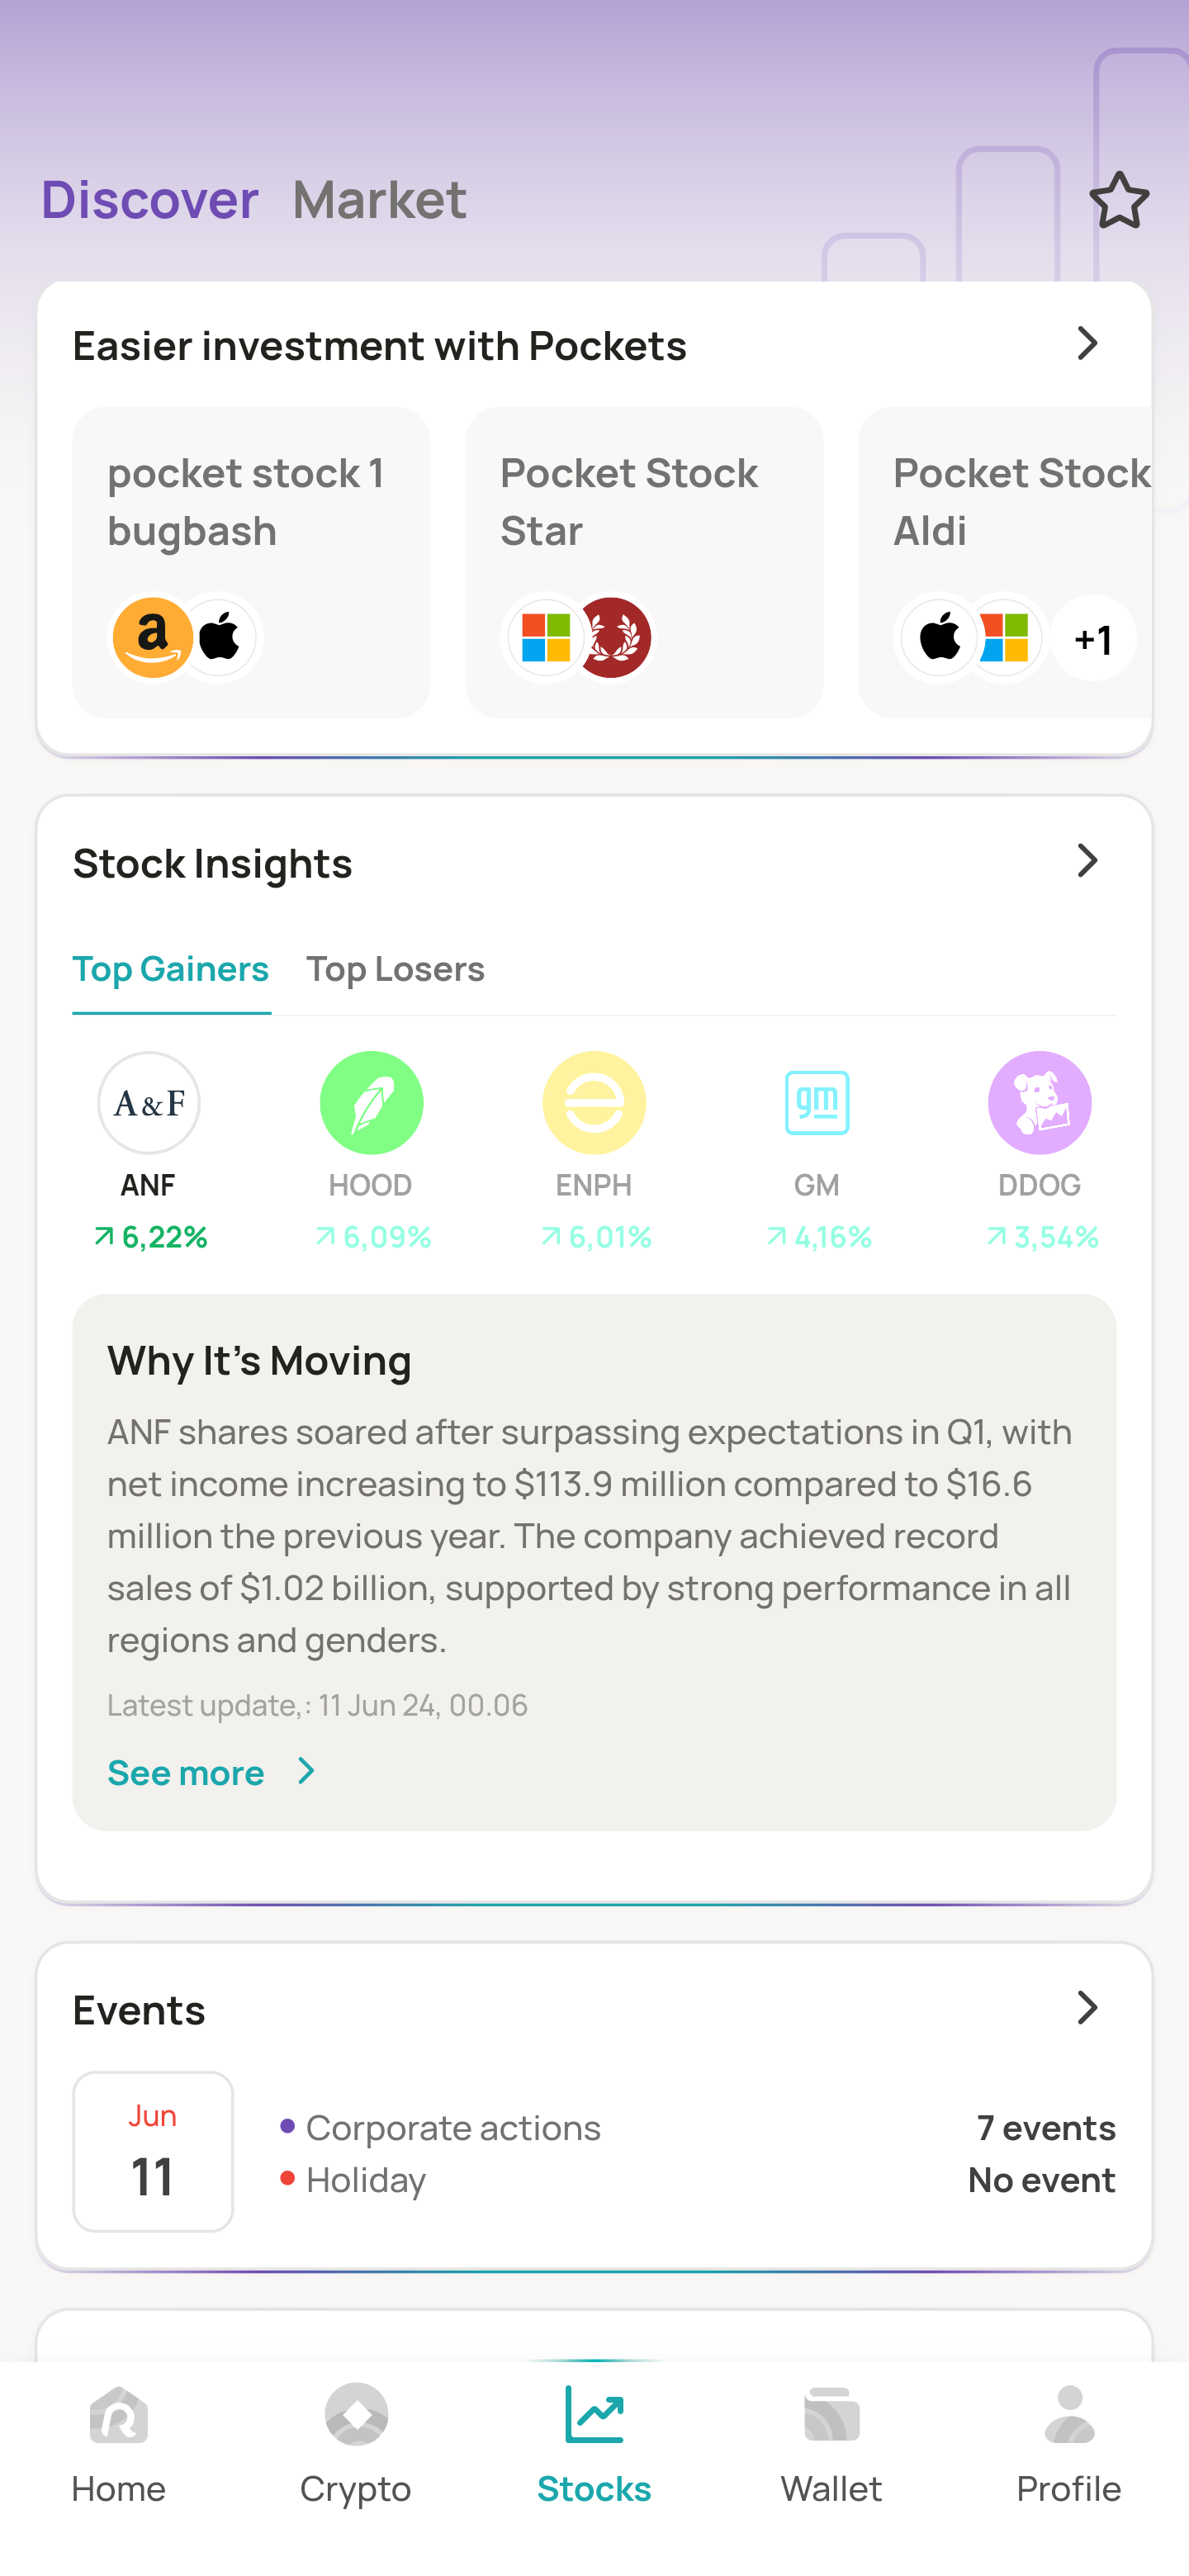 Discover Market
Easier investment with Pockets
pocket stock 1
bugbash
Pocket Stock
Star
Pocket Stock
Aldi
a
+1
Stock Insights
Top Gainers Top Losers
A&F
gm
ANF HOOD ENPH GM DDOG
6,22% 6,09% 6,01% 4,16% 3,54%
Why It's Moving
ANF shares soared after surpassing expectations in Q1, with
net income increasing to $113.9 million compared to $16.6
million the previous year. The company achieved record
sales of $1.02 billion, supported by strong performance in all
regions and genders.
Latest update,: 11 Jun 24, 00.06
See more
Events
Jun
11
Corporate actions 7 events
Holiday No event
Home Crypto Stocks Wallet Profile